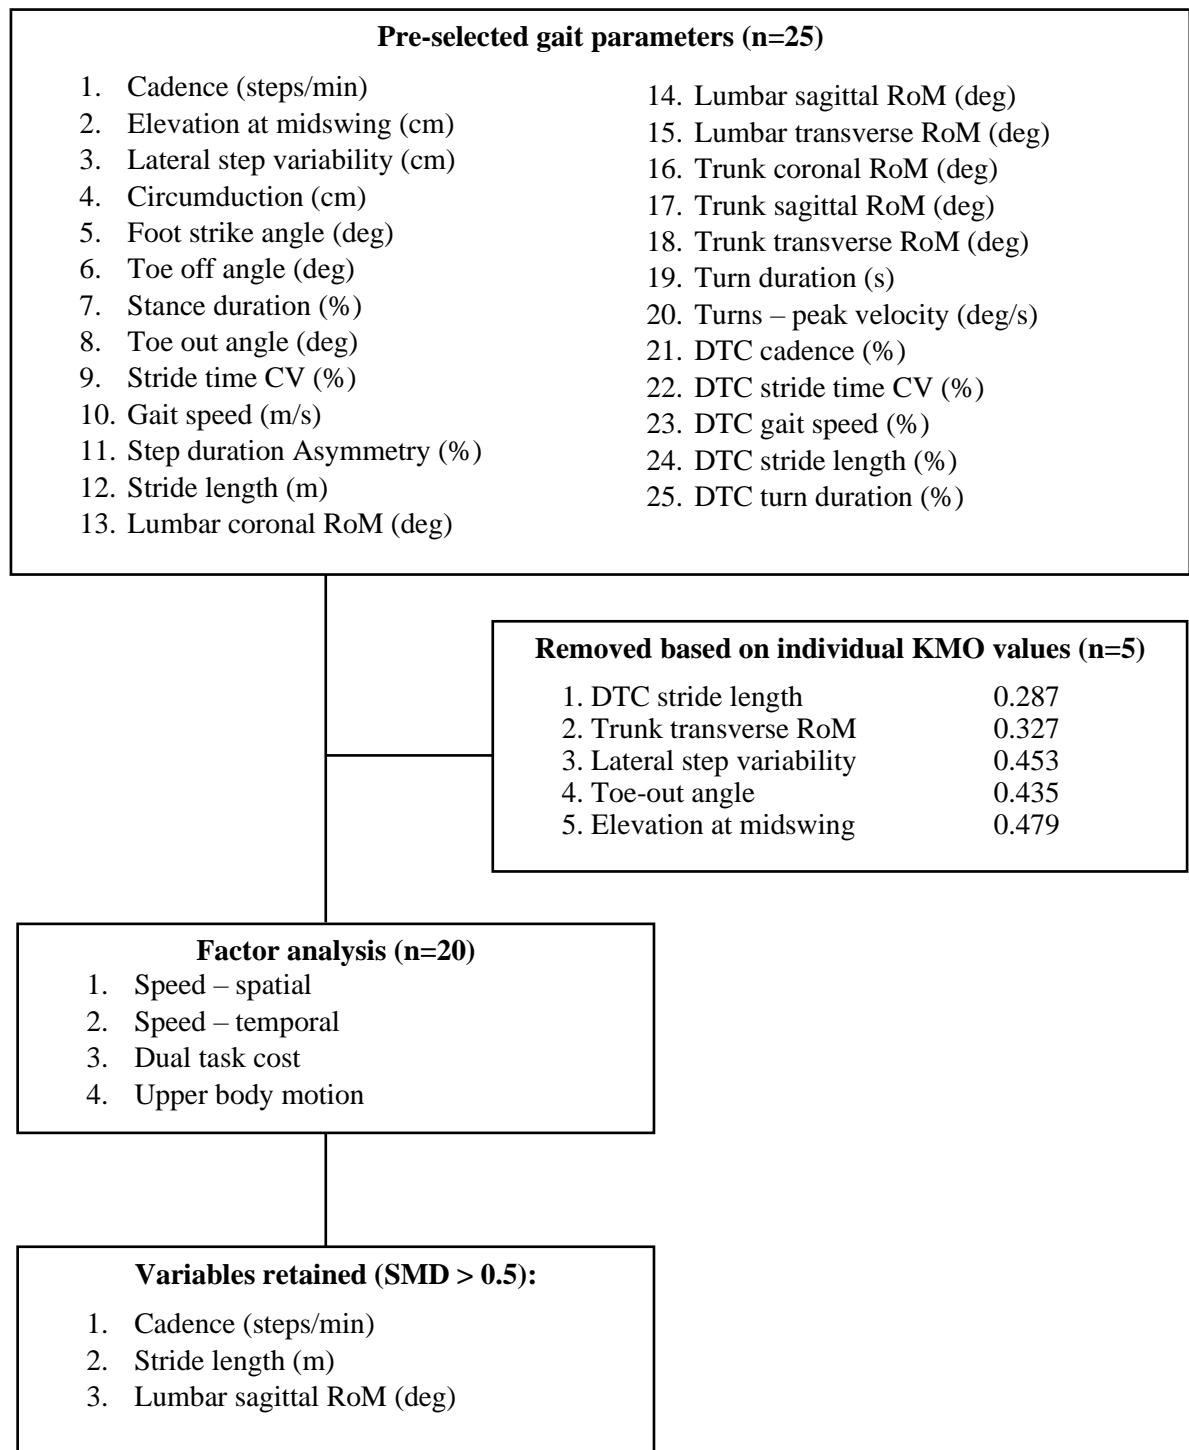 Pre-selected gait parameters (n=25)
1. Cadence (steps/min)
2. Elevation at midswing (cm)
3. Lateral step variability (cm)
4. Circumduction (cm)
5. Foot strike angle (deg)
6. Toe off angle (deg)
7. Stance duration (%)
8. Toe out angle (deg)
9. Stride time CV (%)
10. Gait speed (m/s)
11. Step duration Asymmetry (%)
12. Stride length (m)
13. Lumbar coronal RoM (deg)
14. Lumbar sagittal RoM (deg)
15. Lumbar transverse RoM (deg)
16. Trunk coronal RoM (deg)
17. Trunk sagittal RoM (deg)
18. Trunk transverse RoM (deg)
19. Turn duration (s)
20. Turns – peak velocity (deg/s)
21. DTC cadence (%)
22. DTC stride time CV (%)
23. DTC gait speed (%)
24. DTC stride length (%)
25. DTC turn duration (%)
Removed based on individual KMO values (n=5)
1. DTC stride length 0.287
2. Trunk transverse RoM 0.327
3. Lateral step variability 0.453
4. Toe-out angle 0.435
5. Elevation at midswing 0.479
Factor analysis (n=20)
1. Speed – spatial
2. Speed – temporal
3. Dual task cost
4. Upper body motion
Variables retained (SMD > 0.5):
1. Cadence (steps/min)
2. Stride length (m)
3. Lumbar sagittal RoM (deg)